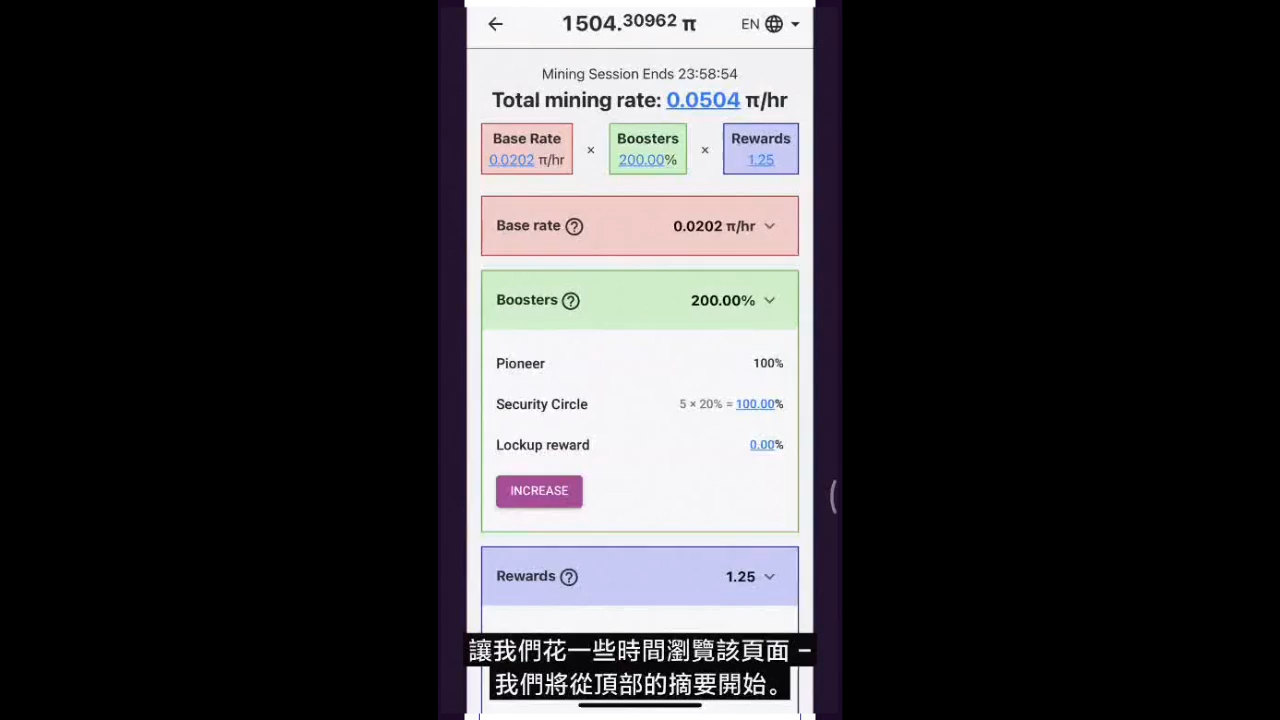 1504.30962 π EN
Mining Session Ends 23:58:54
Total mining rate: 0.0504 π/hr
Base Rate
0.0202 π/hr
×
Boosters
200.00%
×
Rewards
1.25
Base rate ? 0.0202 π/hr
Boosters ? 200.00%
Pioneer 100%
Security Circle 5 × 20% = 100.00%
Lockup reward 0.00%
INCREASE
Rewards ? 1.25
讓我們花一些時間瀏覽該頁面 –
我們將從頂部的摘要開始。